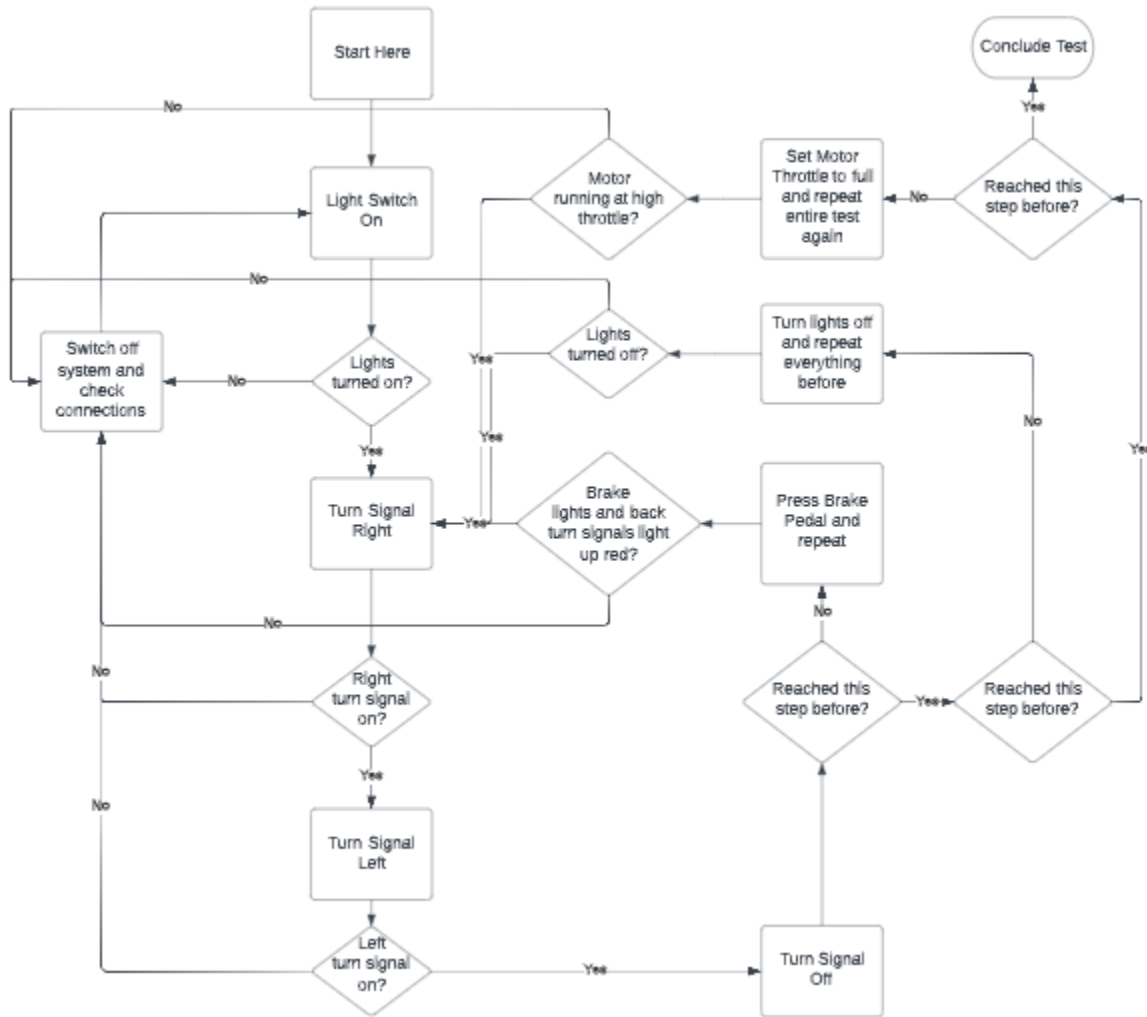 Start Here
Conclude Test
No
Yes
Light Switch
On
Motor
running at high
throttle?
Set Motor
Throttle to full
and repeat
entire test
again
No
Reached this
step before?
No
Switch off
system and
check
connections
No
Lights
turned on?
Yes
Lights
turned off?
Turn lights off
and repeat
everything
before
No
Yes
Yes
Yes
Turn Signal
Right
Yes
Brake
lights and back
turn signals light
up red?
Press Brake
Pedal and
repeat
No
No
No
Right
turn signal
on?
Reached this
step before?
Yes
Reached this
step before?
Yes
No
Turn Signal
Left
Left
turn signal
on?
Yes
Turn Signal
Off